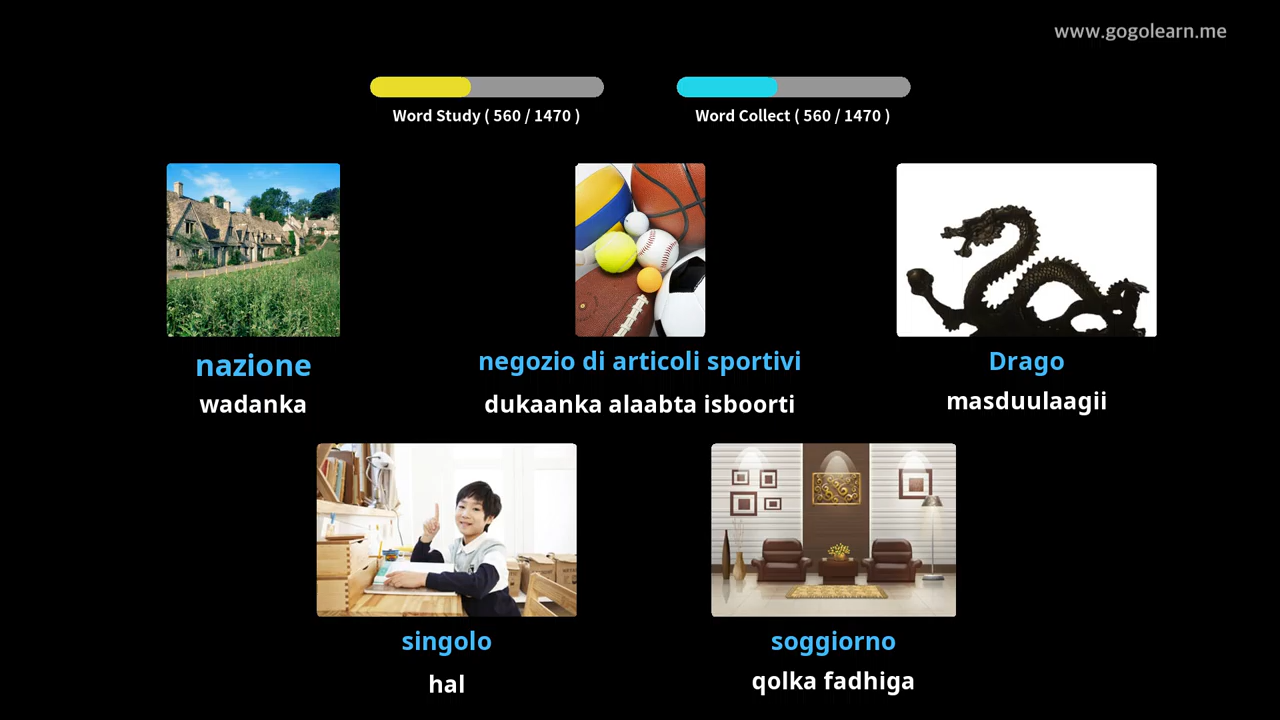 www.gogolearn.me
Word Study ( 560 / 1470 )
Word Collect ( 560 / 1470 )
nazione
wadanka
negozio di articoli sportivi
dukaanka alaabta isboorti
Drago
masduulaagii
singolo
hal
soggiorno
qolka fadhiga